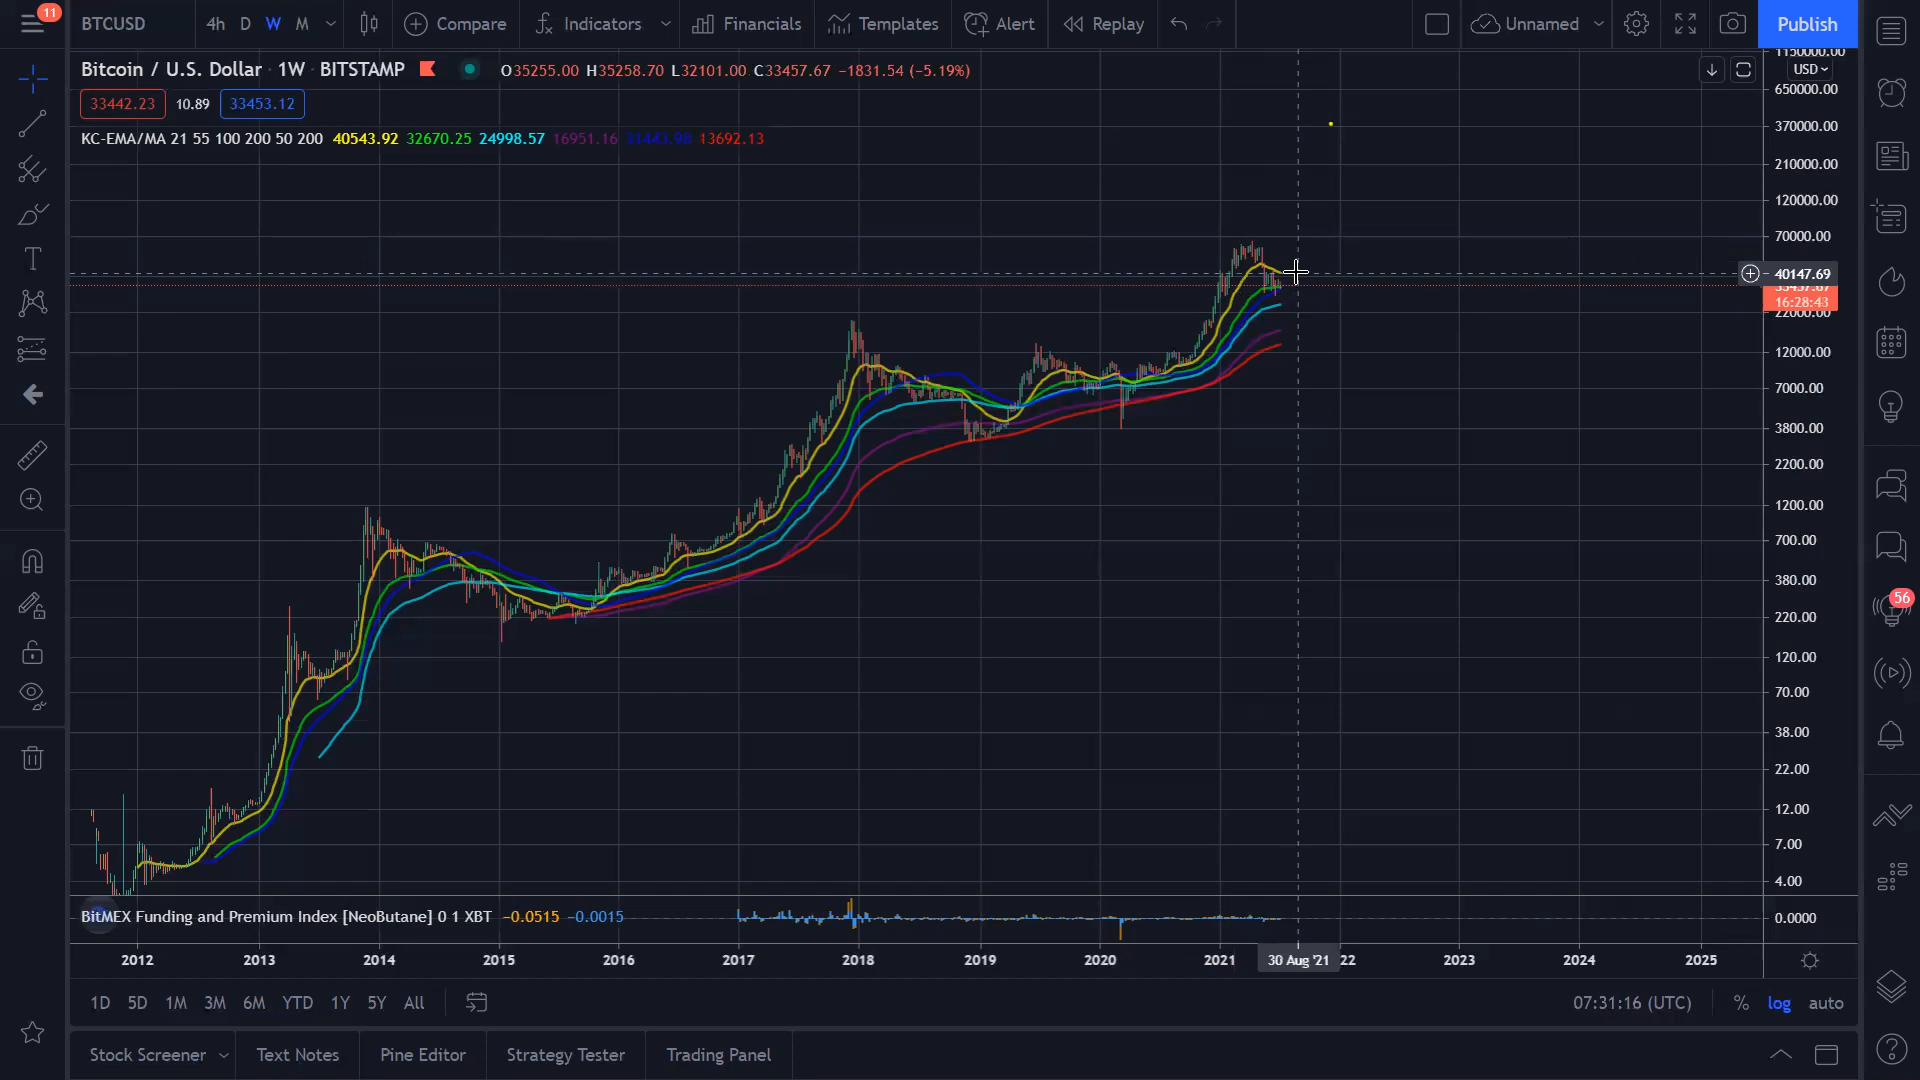 11
BTCUSD
4h D W M
Compare
Indicators
Financials
Templates
Alert
Replay
Unnamed
Publish
Bitcoin / U.S. Dollar 1W BITSTAMP O35255.00 H35258.70 L32101.00 C33457.67 −1831.54 (−5.19%)
33442.23 10.89 33453.12
KC-EMA/MA 21 55 100 200 50 200 40543.92 32670.25 24998.57 16951.16 31443.98 13692.13
1150000.00
USD
650000.00
370000.00
210000.00
120000.00
70000.00
40147.69
33457.67
16:28:43
22000.00
12000.00
7000.00
3800.00
2200.00
1200.00
700.00
380.00
220.00
120.00
70.00
38.00
22.00
12.00
7.00
4.00
56
BitMEX Funding and Premium Index [NeoButane] 0 1 XBT −0.0515 −0.0015
0.0000
2012 2013 2014 2015 2016 2017 2018 2019 2020 2021 30 Aug '21 22 2023 2024 2025
1D 5D 1M 3M 6M YTD 1Y 5Y All
07:31:16 (UTC) % log auto
Stock Screener Text Notes Pine Editor Strategy Tester Trading Panel